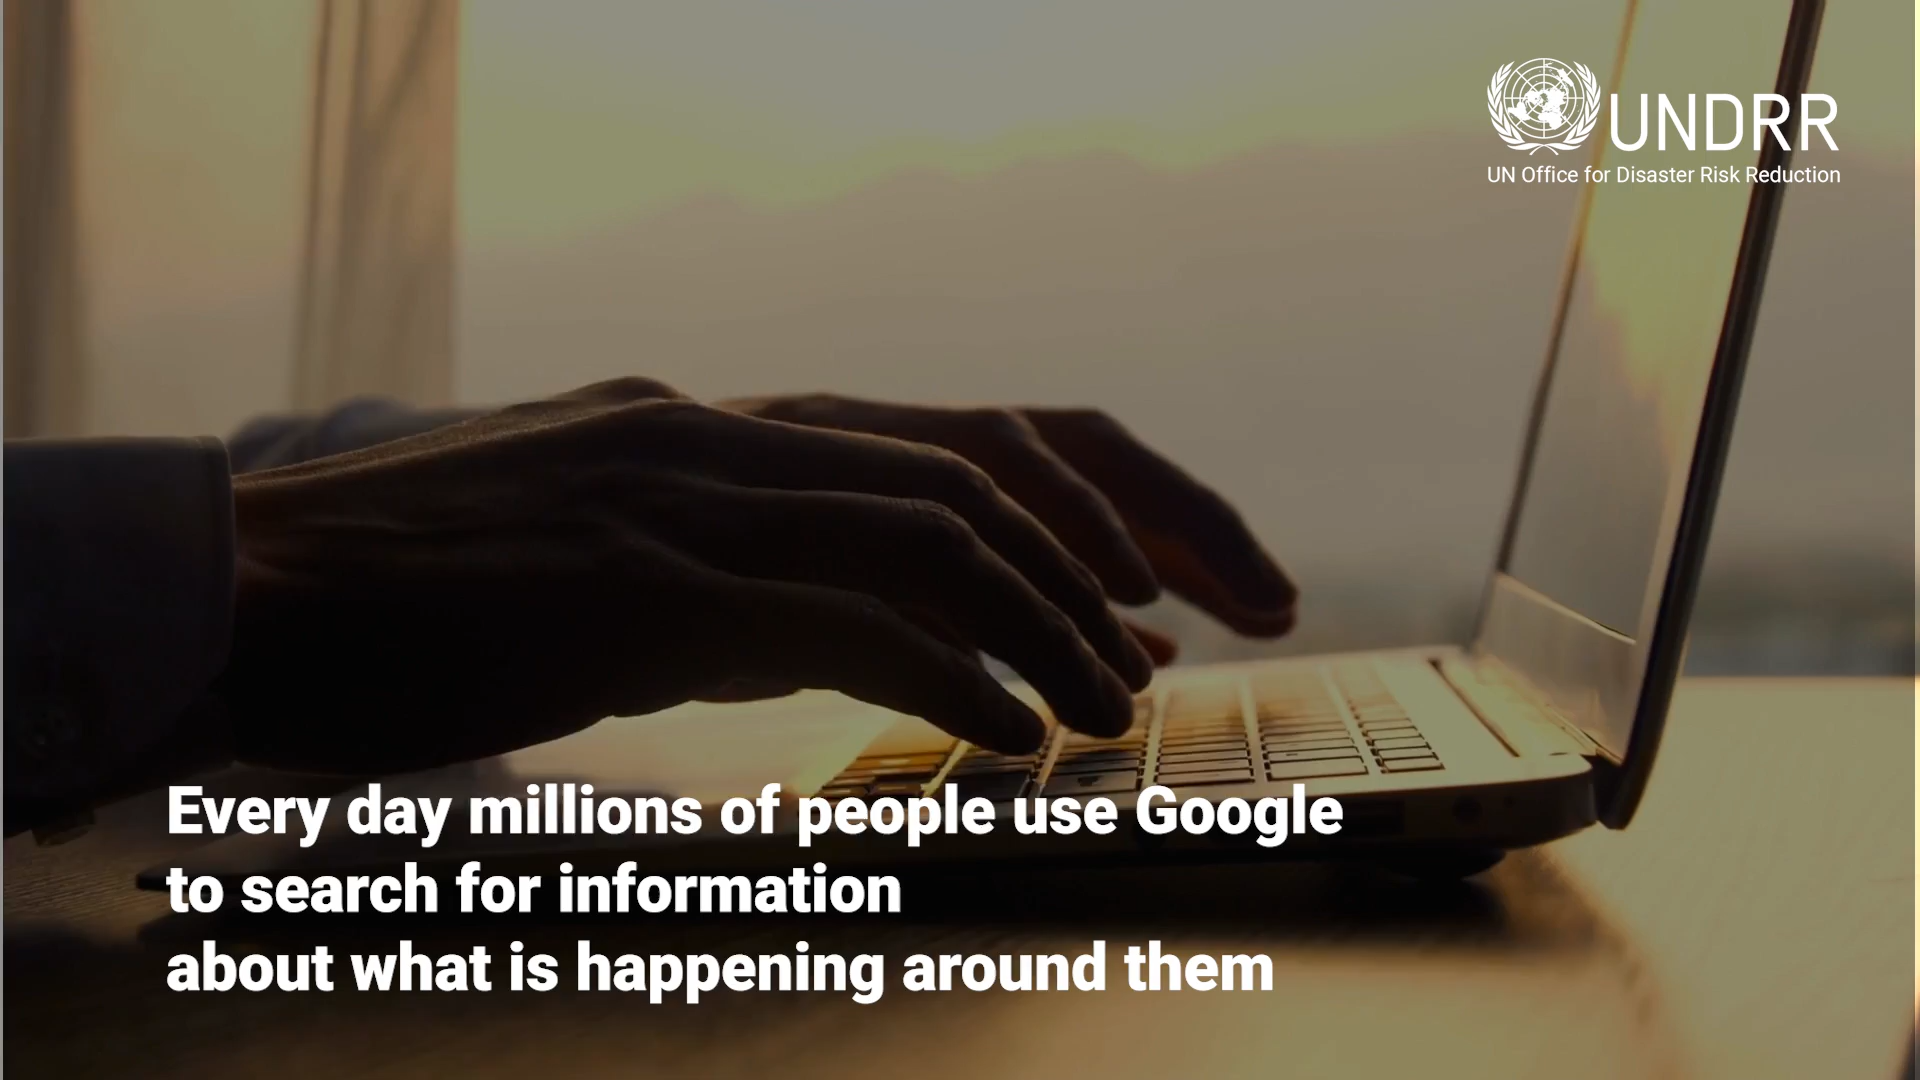 UNDRR
UN Office for Disaster Risk Reduction
Every day millions of people use Google
to search for information
about what is happening around them